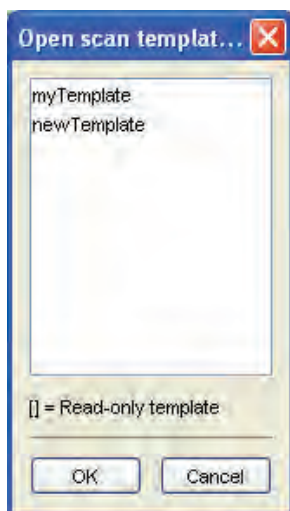 Open scan templat...
myTemplate
newTemplate
[] = Read-only template
OK Cancel